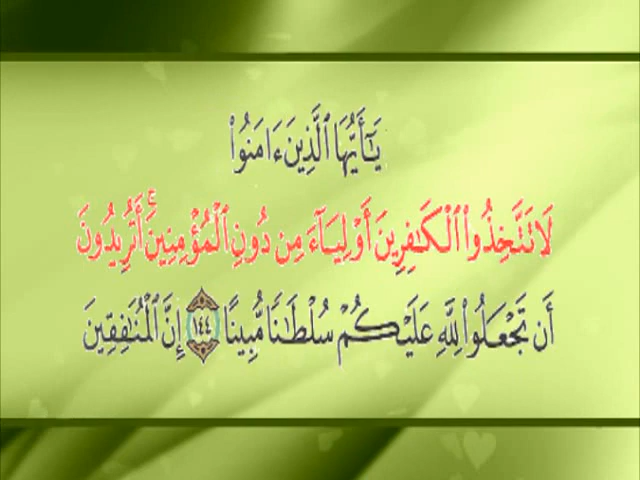 يَـٰٓأَيُّهَا ٱلَّذِينَ ءَامَنُوا۟
لَا تَتَّخِذُوا۟ ٱلْكَـٰفِرِينَ أَوْلِيَآءَ مِن دُونِ ٱلْمُؤْمِنِينَ ۚ أَتُرِيدُونَ
أَن تَجْعَلُوا۟ لِلَّهِ عَلَيْكُمْ سُلْطَـٰنًا مُّبِينًا ١٤٤ إِنَّ ٱلْمُنَـٰفِقِينَ